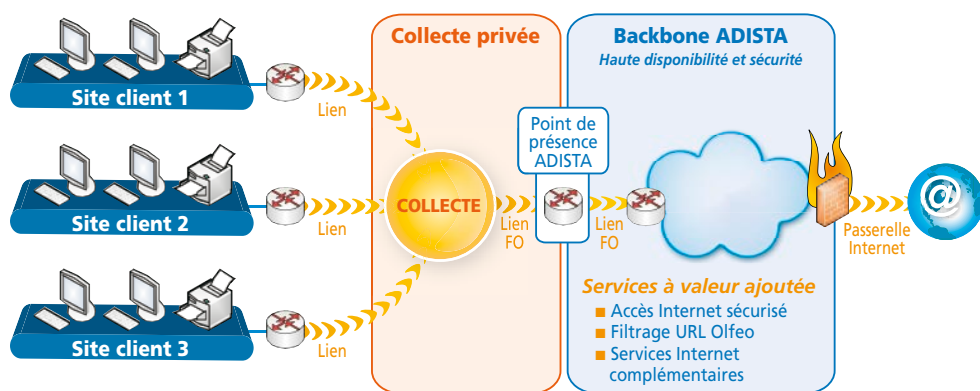 Collecte privée
Backbone ADISTA
Haute disponibilité et sécurité
Site client 1
Lien
Point de
présence
ADISTA
Site client 2
Lien
COLLECTE
Lien
FO
Lien
FO
Passerelle
Internet
@
Site client 3
Lien
Services à valeur ajoutée
Accès Internet sécurisé
Filtrage URL Olfeo
Services Internet
complémentaires